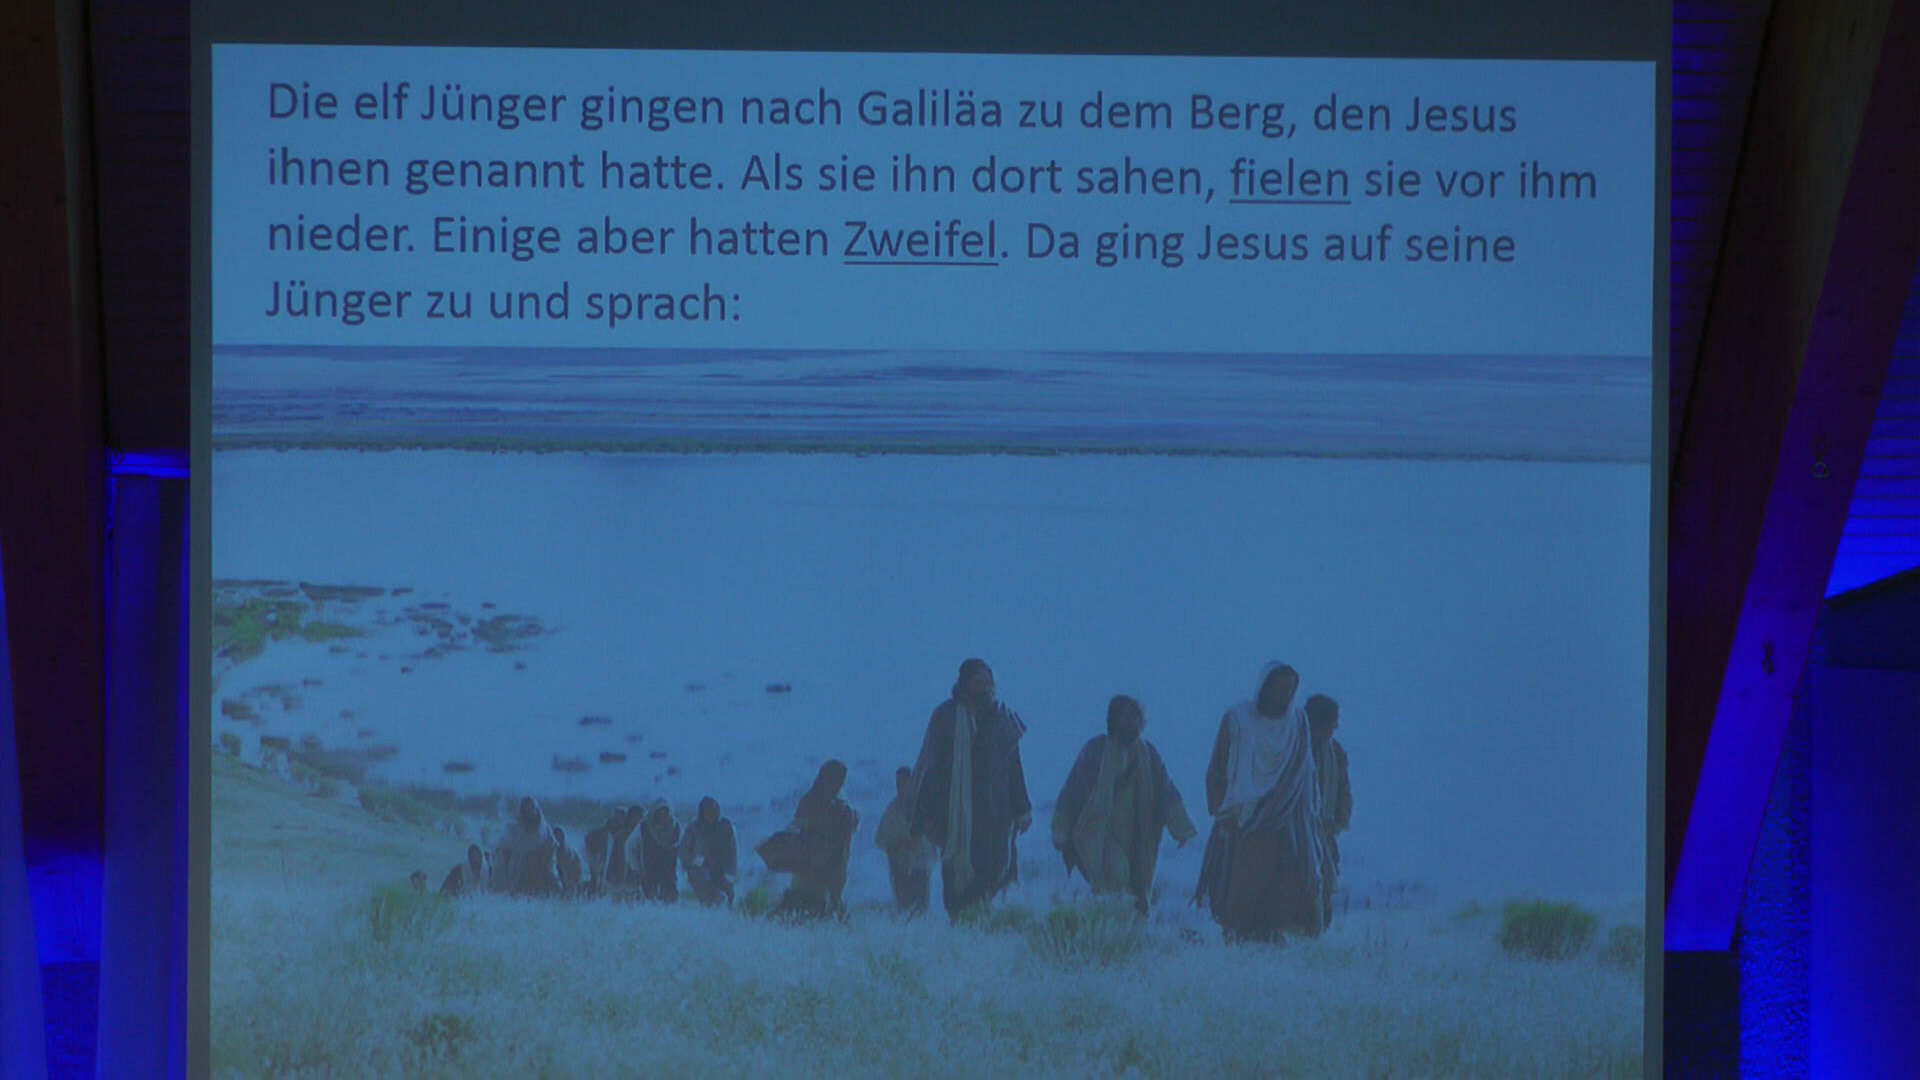 Die elf Jünger gingen nach Galiläa zu dem Berg, den Jesus
ihnen genannt hatte. Als sie ihn dort sahen, fielen sie vor ihm
nieder. Einige aber hatten Zweifel. Da ging Jesus auf seine
Jünger zu und sprach: